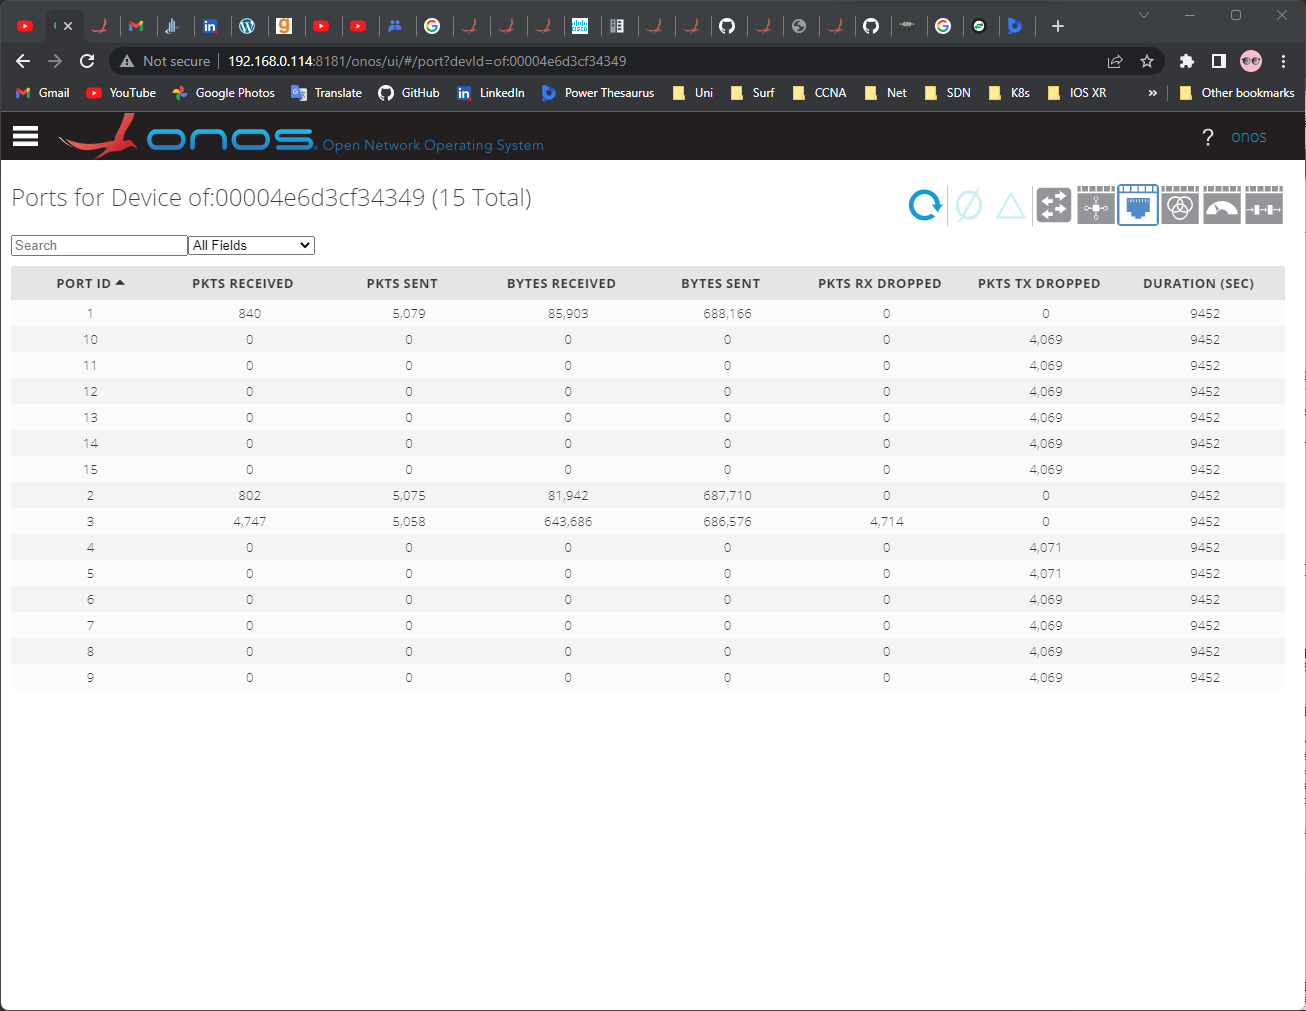 Not secure 192.168.0.114:8181/onos/ui/#/port?devId=of:00004e6d3cf34349
Gmail YouTube Google Photos Translate GitHub LinkedIn Power Thesaurus Uni Surf CCNA Net SDN K8s IOS XR » Other bookmarks
onos Open Network Operating System ? onos
Ports for Device of:00004e6d3cf34349 (15 Total)
Search All Fields
PORT ID PKTS RECEIVED PKTS SENT BYTES RECEIVED BYTES SENT PKTS RX DROPPED PKTS TX DROPPED DURATION (SEC)
1 840 5,079 85,903 688,166 0 0 9452
10 0 0 0 0 0 4,069 9452
11 0 0 0 0 0 4,069 9452
12 0 0 0 0 0 4,069 9452
13 0 0 0 0 0 4,069 9452
14 0 0 0 0 0 4,069 9452
15 0 0 0 0 0 4,069 9452
2 802 5,075 81,942 687,710 0 0 9452
3 4,747 5,058 643,686 686,576 4,714 0 9452
4 0 0 0 0 0 4,071 9452
5 0 0 0 0 0 4,071 9452
6 0 0 0 0 0 4,069 9452
7 0 0 0 0 0 4,069 9452
8 0 0 0 0 0 4,069 9452
9 0 0 0 0 0 4,069 9452